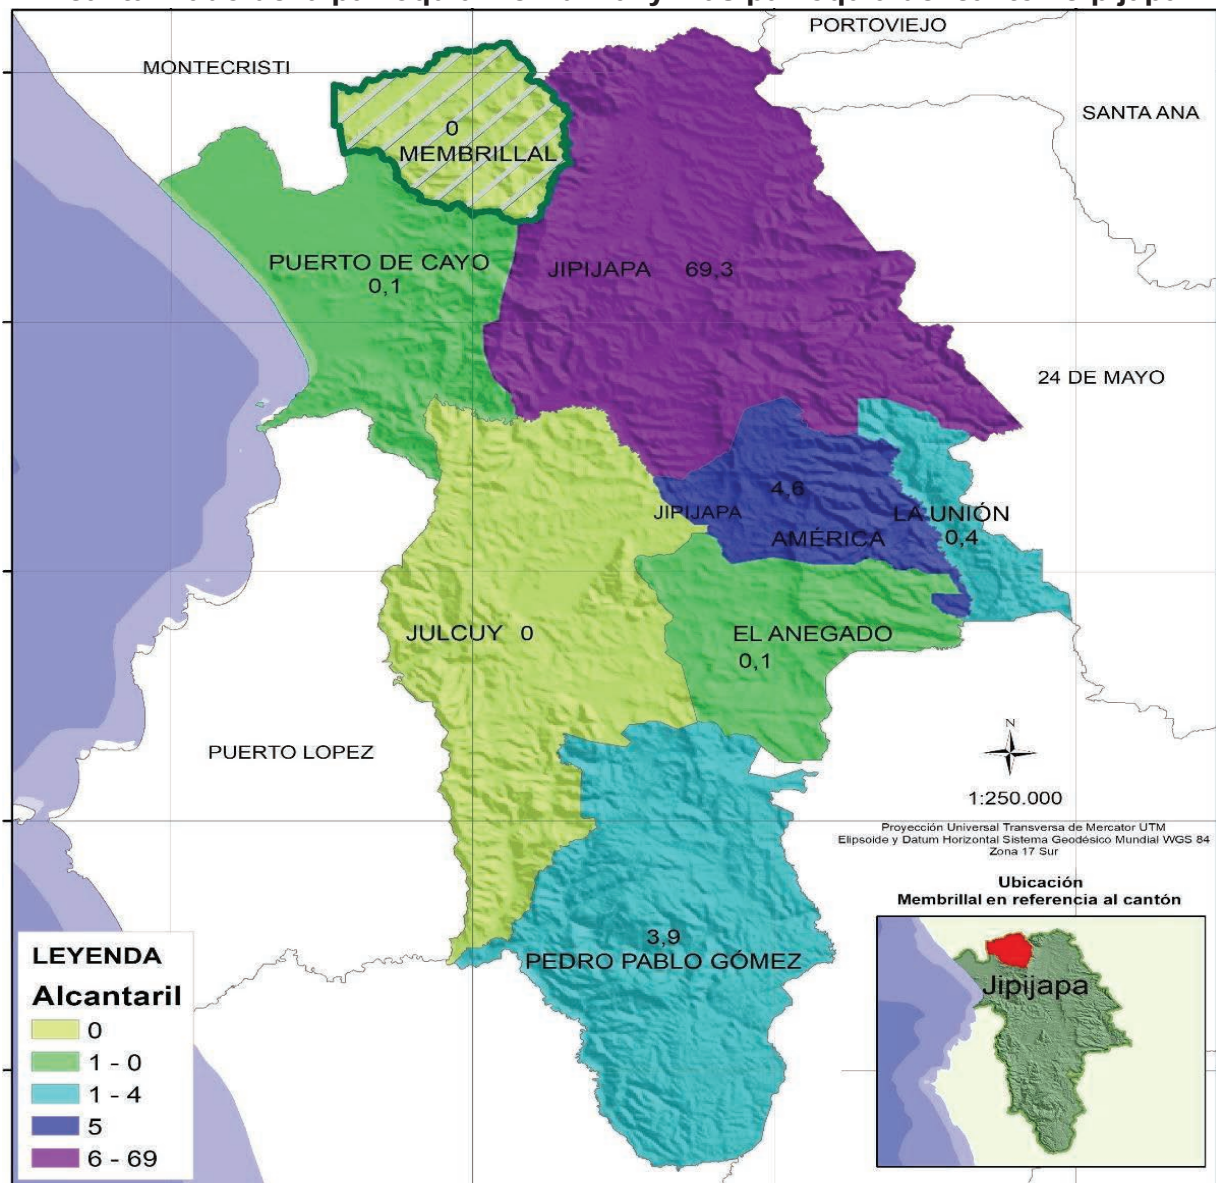 PORTOVIEJO
MONTECRISTI
SANTA ANA
0
MEMBRILLAL
PUERTO DE CAYO
0,1
JIPIJAPA 69,3
24 DE MAYO
4,6
JIPIJAPA
LA UNIÓN
0,4
AMÉRICA
JULCUY 0
EL ANEGADO
0,1
PUERTO LOPEZ
N
1:250.000
Proyección Universal Transversa de Mercator UTM
Elipsoide y Datum Horizontal Sistema Geodésico Mundial WGS 84
Zona 17 Sur
Ubicación
Membrillal en referencia al cantón
Jipijapa
3,9
PEDRO PABLO GÓMEZ
LEYENDA
Alcantaril
0
1 - 0
1 - 4
5
6 - 69